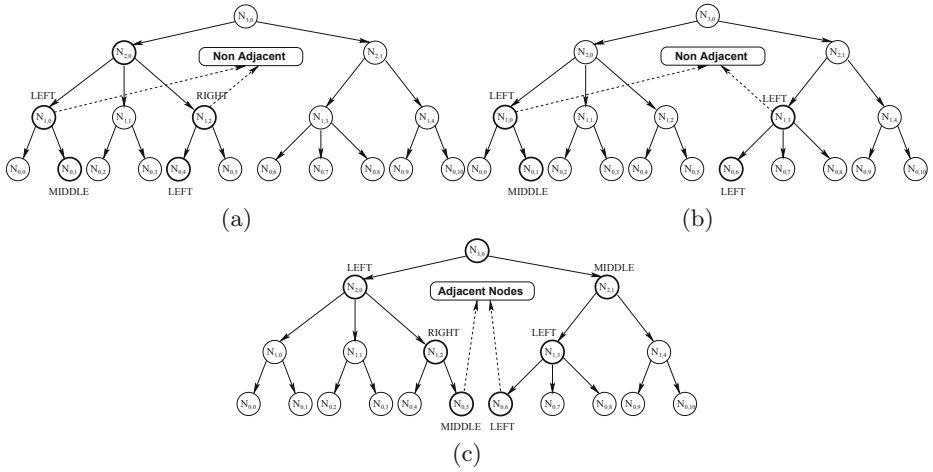 N3,0
N2,0
Non Adjacent
N2,1
LEFT
RIGHT
N1,0
N1,1
N1,2
N1,3
N1,4
N0,0
N0,1
N0,2
N0,3
N0,4
N0,5
N0,6
N0,7
N0,8
N0,9
N0,10
MIDDLE
LEFT
(a)
N3,0
N2,0
Non Adjacent
N2,1
LEFT
LEFT
N1,0
N1,1
N1,2
N1,3
N1,4
N0,0
N0,1
N0,2
N0,3
N0,4
N0,5
N0,6
N0,7
N0,8
N0,9
N0,10
MIDDLE
LEFT
(b)
N3,0
LEFT
MIDDLE
N2,0
Adjacent Nodes
N2,1
RIGHT
LEFT
N1,0
N1,1
N1,2
N1,3
N1,4
N0,0
N0,1
N0,2
N0,3
N0,4
N0,5
N0,6
N0,7
N0,8
N0,9
N0,10
MIDDLE
LEFT
(c)